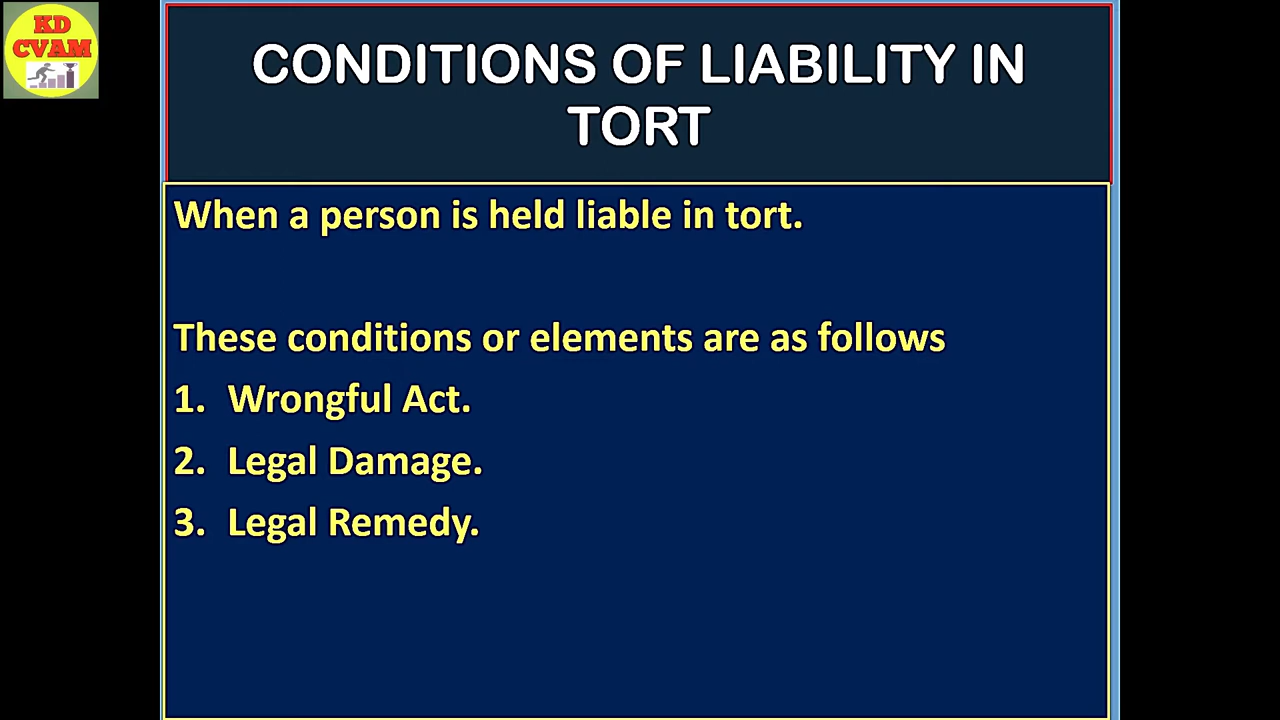 KD
CVAM
CONDITIONS OF LIABILITY IN
TORT
When a person is held liable in tort.
These conditions or elements are as follows
1. Wrongful Act.
2. Legal Damage.
3. Legal Remedy.